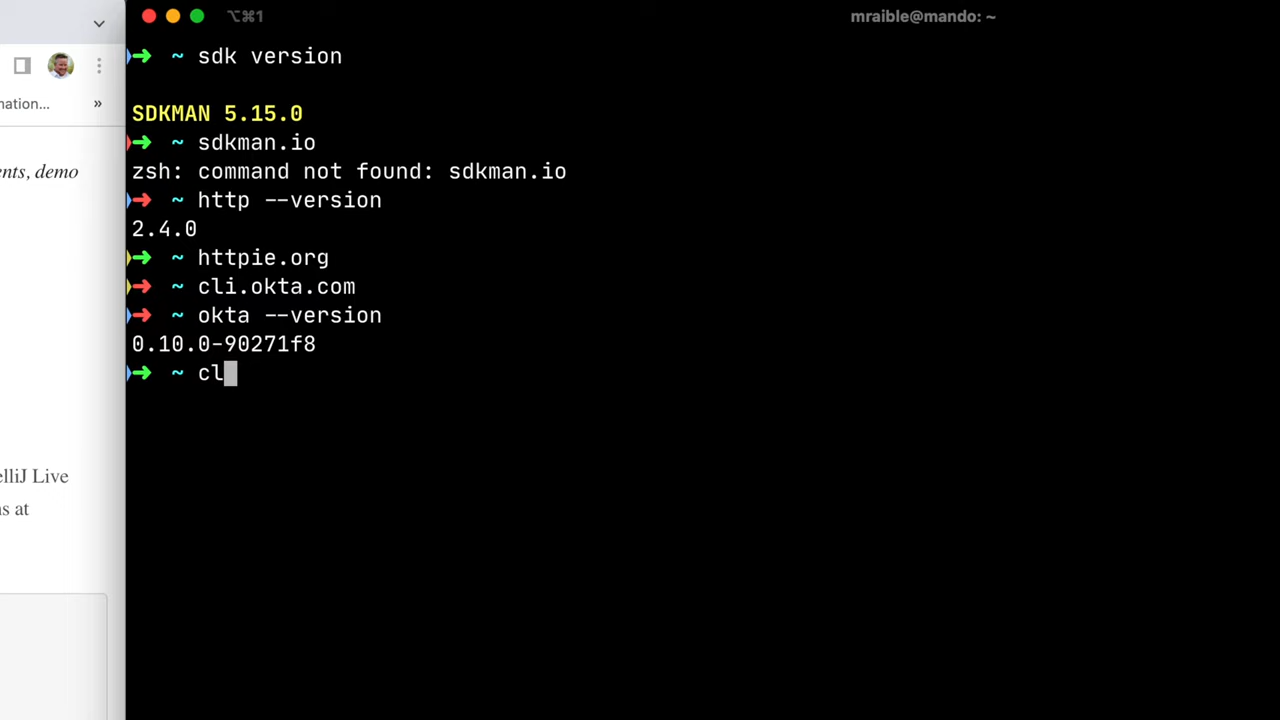 ⌥⌘1
mraible@mando: ~
➜ ~ sdk version
SDKMAN 5.15.0
➜ ~ sdkman.io
zsh: command not found: sdkman.io
➜ ~ http --version
2.4.0
➜ ~ httpie.org
➜ ~ cli.okta.com
➜ ~ okta --version
0.10.0-90271f8
➜ ~ cl
mation...
»
ents, demo
elliJ Live
s at